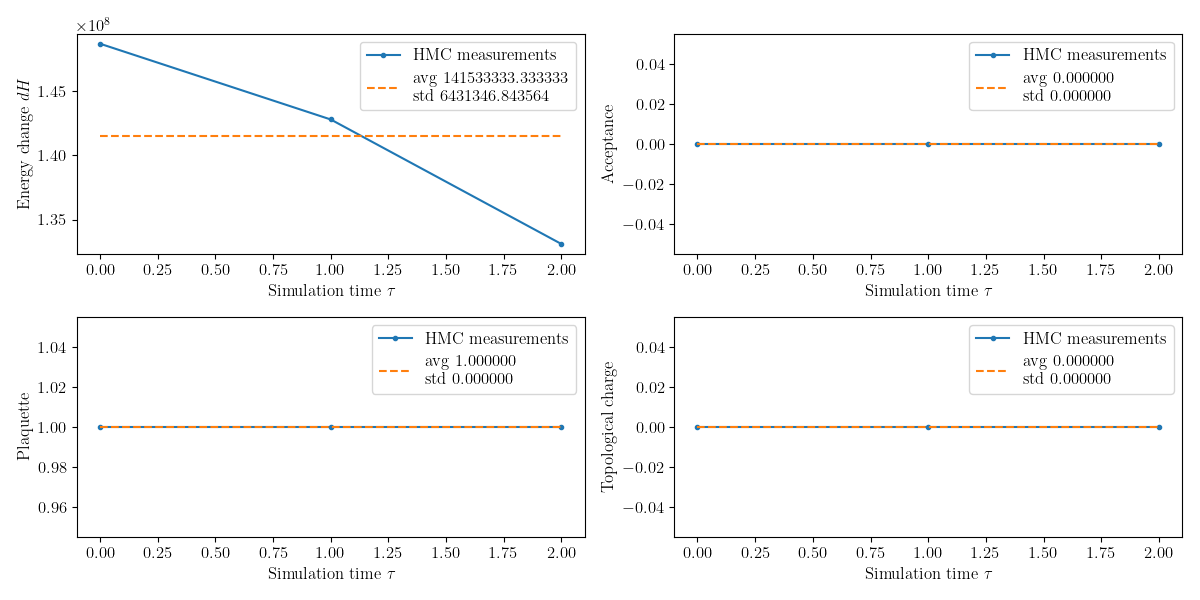 ×10⁸
Energy change dH
1.45
1.40
1.35
HMC measurements
avg 141533333.333333
std 6431346.843564
0.00 0.25 0.50 0.75 1.00 1.25 1.50 1.75 2.00
Simulation time τ
Acceptance
0.04
0.02
0.00
−0.02
−0.04
HMC measurements
avg 0.000000
std 0.000000
0.00 0.25 0.50 0.75 1.00 1.25 1.50 1.75 2.00
Simulation time τ
Plaquette
1.04
1.02
1.00
0.98
0.96
HMC measurements
avg 1.000000
std 0.000000
0.00 0.25 0.50 0.75 1.00 1.25 1.50 1.75 2.00
Simulation time τ
Topological charge
0.04
0.02
0.00
−0.02
−0.04
HMC measurements
avg 0.000000
std 0.000000
0.00 0.25 0.50 0.75 1.00 1.25 1.50 1.75 2.00
Simulation time τ